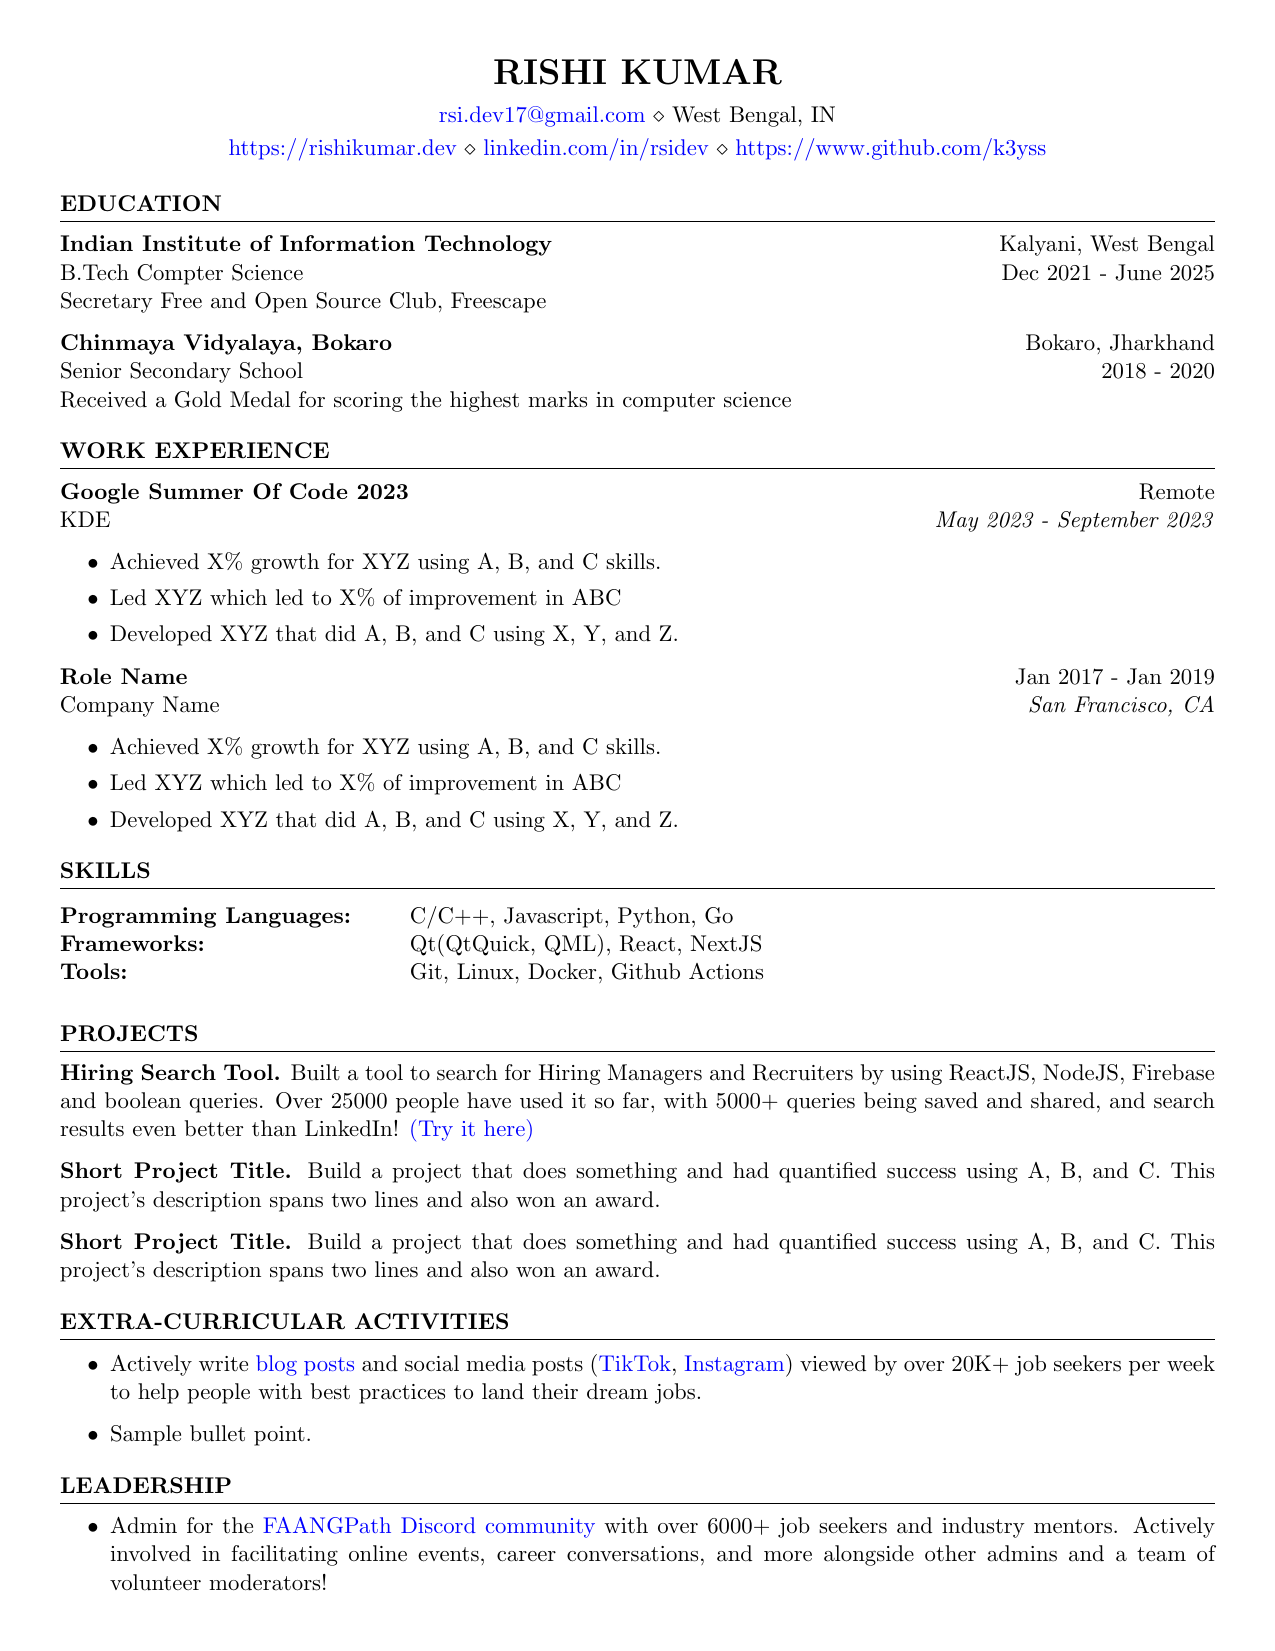 RISHI KUMAR
rsi.dev17@gmail.com ⋄ West Bengal, IN
https://rishikumar.dev ⋄ linkedin.com/in/rsidev ⋄ https://www.github.com/k3yss
EDUCATION
Indian Institute of Information Technology Kalyani, West Bengal
B.Tech Compter Science Dec 2021 - June 2025
Secretary Free and Open Source Club, Freescape
Chinmaya Vidyalaya, Bokaro Bokaro, Jharkhand
Senior Secondary School 2018 - 2020
Received a Gold Medal for scoring the highest marks in computer science
WORK EXPERIENCE
Google Summer Of Code 2023 Remote
KDE May 2023 - September 2023
• Achieved X% growth for XYZ using A, B, and C skills.
• Led XYZ which led to X% of improvement in ABC
• Developed XYZ that did A, B, and C using X, Y, and Z.
Role Name Jan 2017 - Jan 2019
Company Name San Francisco, CA
• Achieved X% growth for XYZ using A, B, and C skills.
• Led XYZ which led to X% of improvement in ABC
• Developed XYZ that did A, B, and C using X, Y, and Z.
SKILLS
Programming Languages: C/C++, Javascript, Python, Go
Frameworks: Qt(QtQuick, QML), React, NextJS
Tools: Git, Linux, Docker, Github Actions
PROJECTS
Hiring Search Tool. Built a tool to search for Hiring Managers and Recruiters by using ReactJS, NodeJS, Firebase
and boolean queries. Over 25000 people have used it so far, with 5000+ queries being saved and shared, and search
results even better than LinkedIn! (Try it here)
Short Project Title. Build a project that does something and had quantified success using A, B, and C. This
project's description spans two lines and also won an award.
Short Project Title. Build a project that does something and had quantified success using A, B, and C. This
project's description spans two lines and also won an award.
EXTRA-CURRICULAR ACTIVITIES
• Actively write blog posts and social media posts (TikTok, Instagram) viewed by over 20K+ job seekers per week
to help people with best practices to land their dream jobs.
• Sample bullet point.
LEADERSHIP
• Admin for the FAANGPath Discord community with over 6000+ job seekers and industry mentors. Actively
involved in facilitating online events, career conversations, and more alongside other admins and a team of
volunteer moderators!